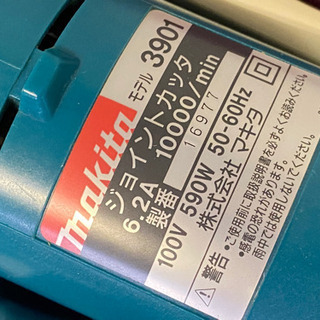 makita モデル 3901
ジョイントカッタ
6.2A 10000/min
製番 16977
100V 590W 50-60Hz
株式会社 マキタ
⚠警告 •ご使用前に取扱説明書を必ずよくお読みください。
•感電の恐れがあります。
雨中では使用しないでください。